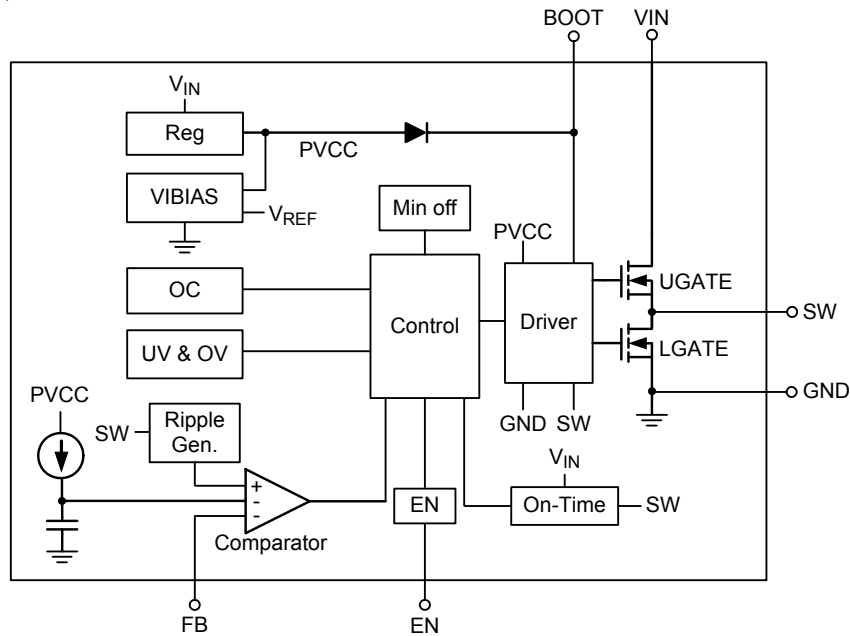 BOOT
VIN
VIN
Reg
PVCC
VIBIAS
VREF
Min off
PVCC
OC
UV & OV
Control
Driver
UGATE
SW
LGATE
GND
PVCC
SW
Ripple
Gen.
GND
SW
VIN
+
-
-
EN
On-Time
SW
Comparator
FB
EN